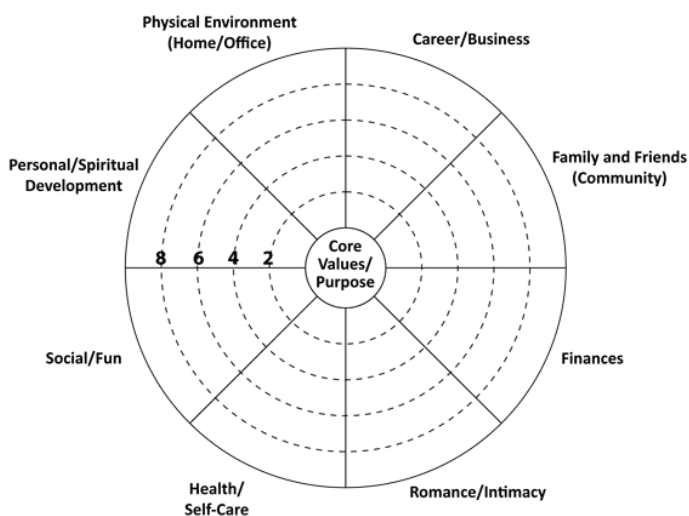 Physical Environment
(Home/Office)
Career/Business
Personal/Spiritual
Development
Family and Friends
(Community)
8 6 4 2
Core
Values/
Purpose
Social/Fun
Finances
Health/
Self-Care
Romance/Intimacy